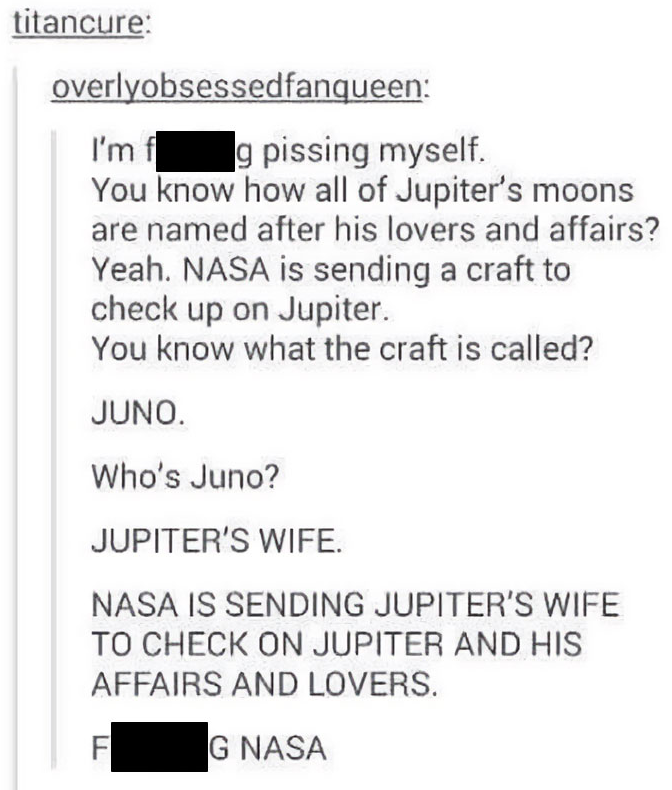 titancure:
overlyobsessedfanqueen:
I'm f g pissing myself.
You know how all of Jupiter's moons
are named after his lovers and affairs?
Yeah. NASA is sending a craft to
check up on Jupiter.
You know what the craft is called?
JUNO.
Who's Juno?
JUPITER'S WIFE.
NASA IS SENDING JUPITER'S WIFE
TO CHECK ON JUPITER AND HIS
AFFAIRS AND LOVERS.
F G NASA